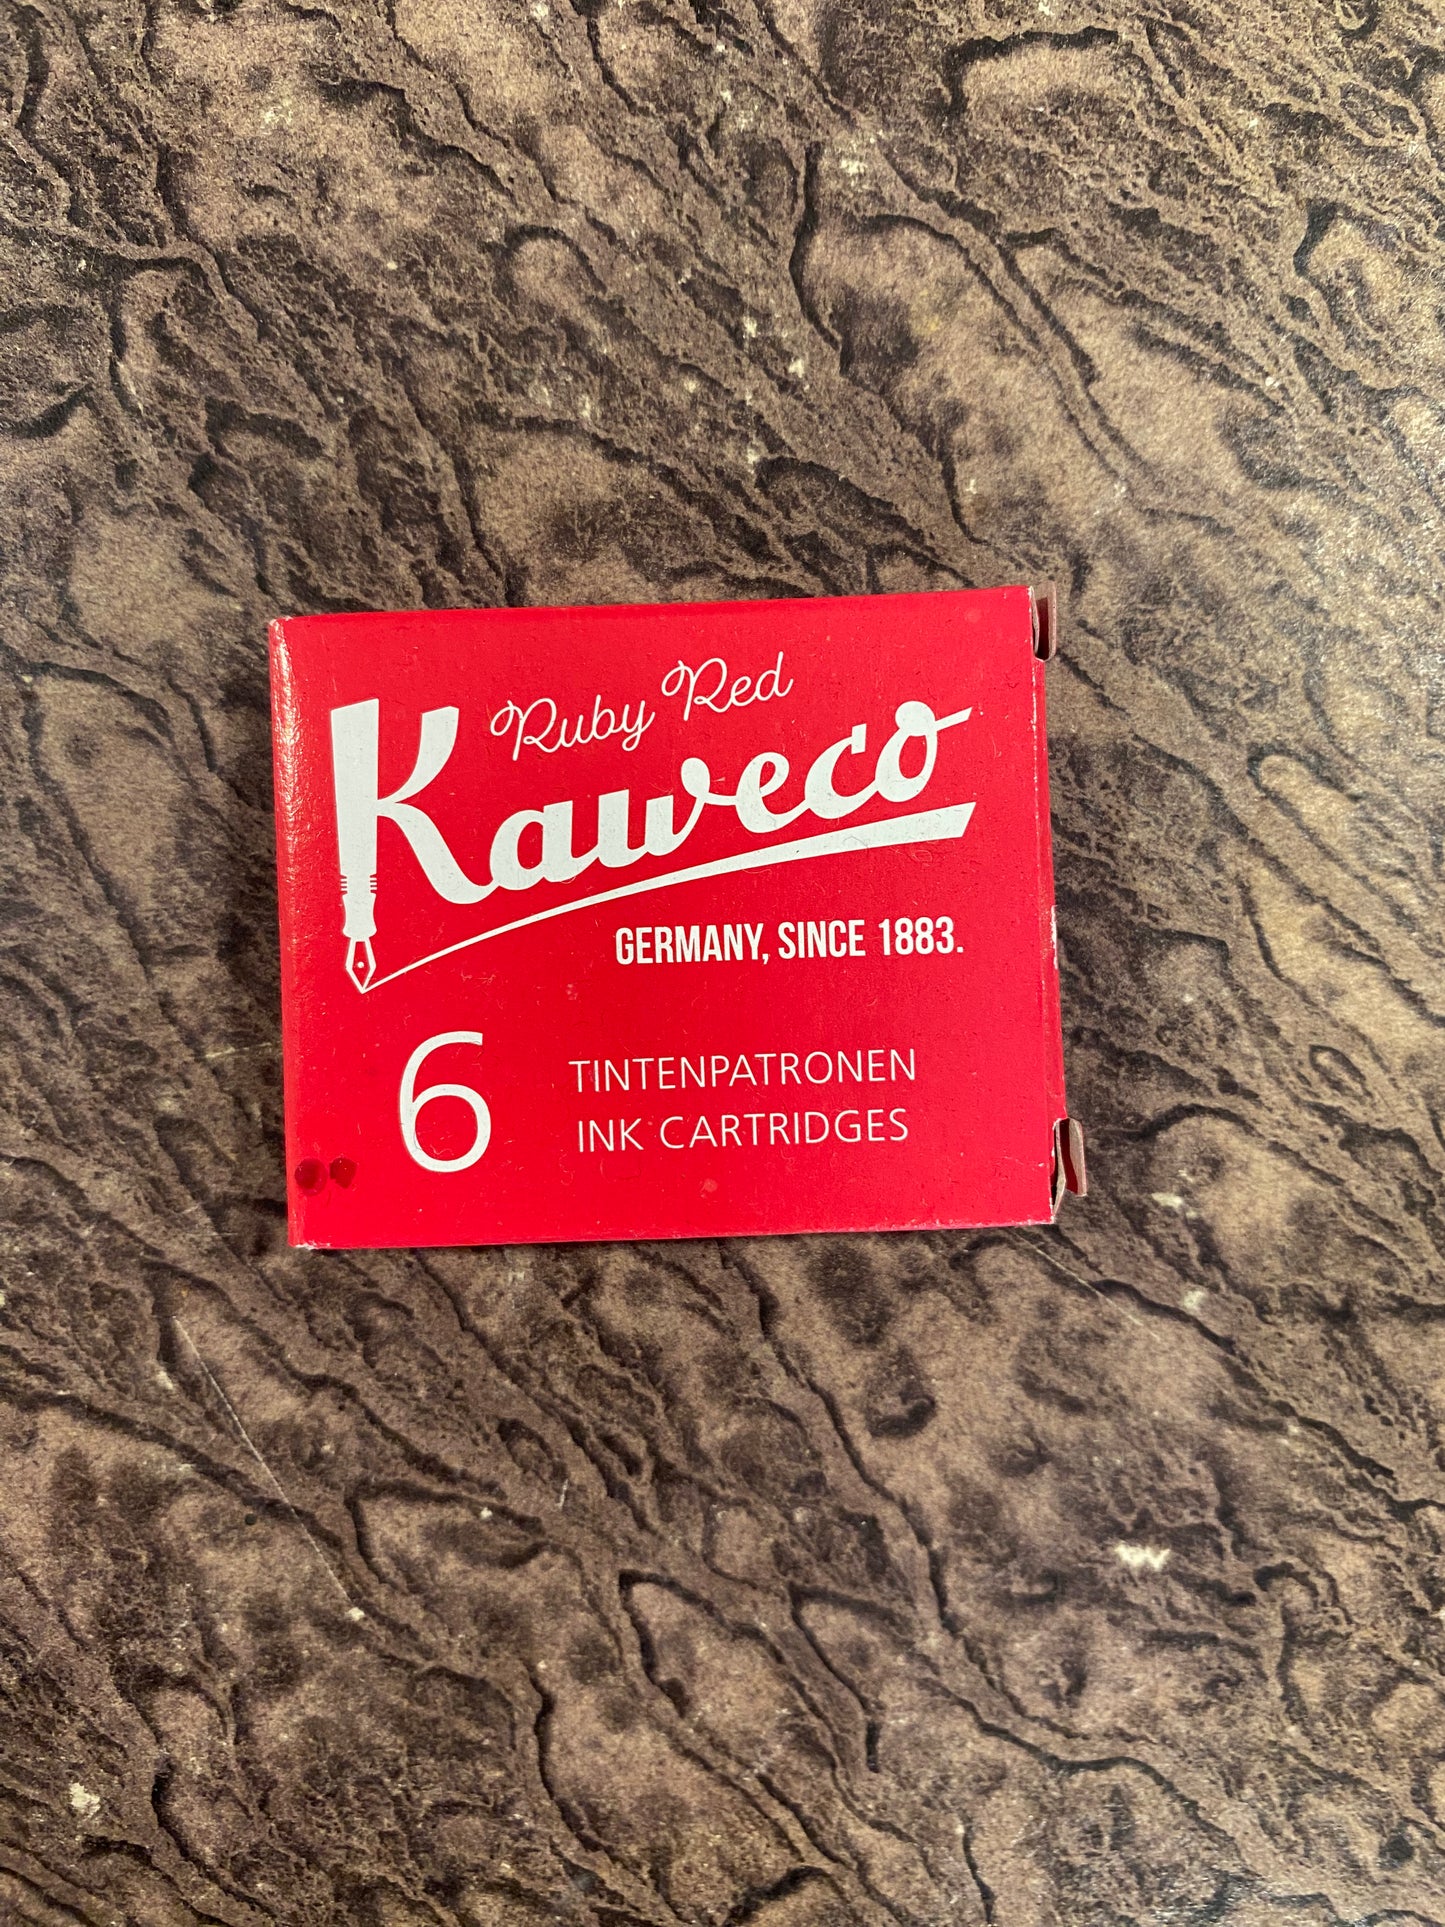 Ruby Red
Kaweco
GERMANY, SINCE 1883.
6
TINTENPATRONEN
INK CARTRIDGES